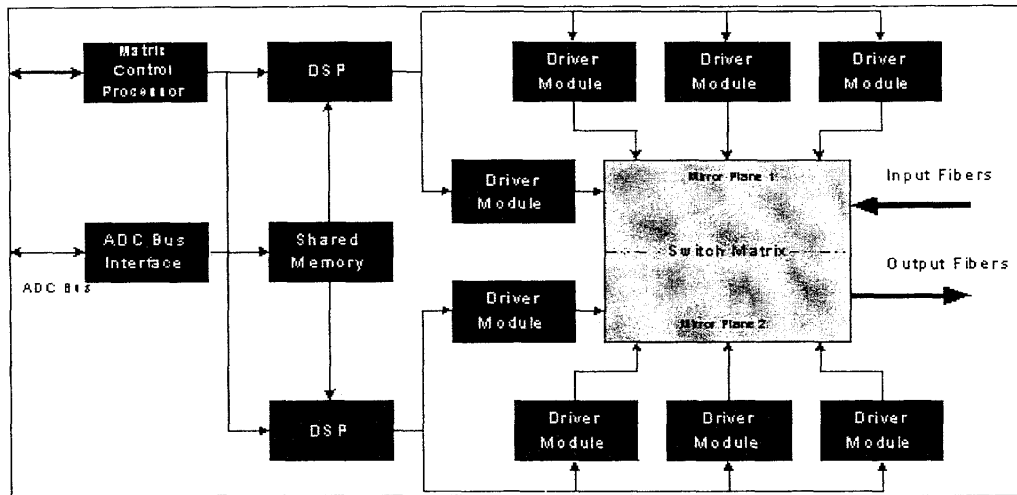 Matrix
Control
Processor
DSP
Driver
Module
Driver
Module
Driver
Module
Driver
Module
Mirror Plane 1
Input Fibers
ADC Bus
Interface
Shared
Memory
Switch Matrix
ADC Bus
Output Fibers
Driver
Module
Mirror Plane 2
DSP
Driver
Module
Driver
Module
Driver
Module